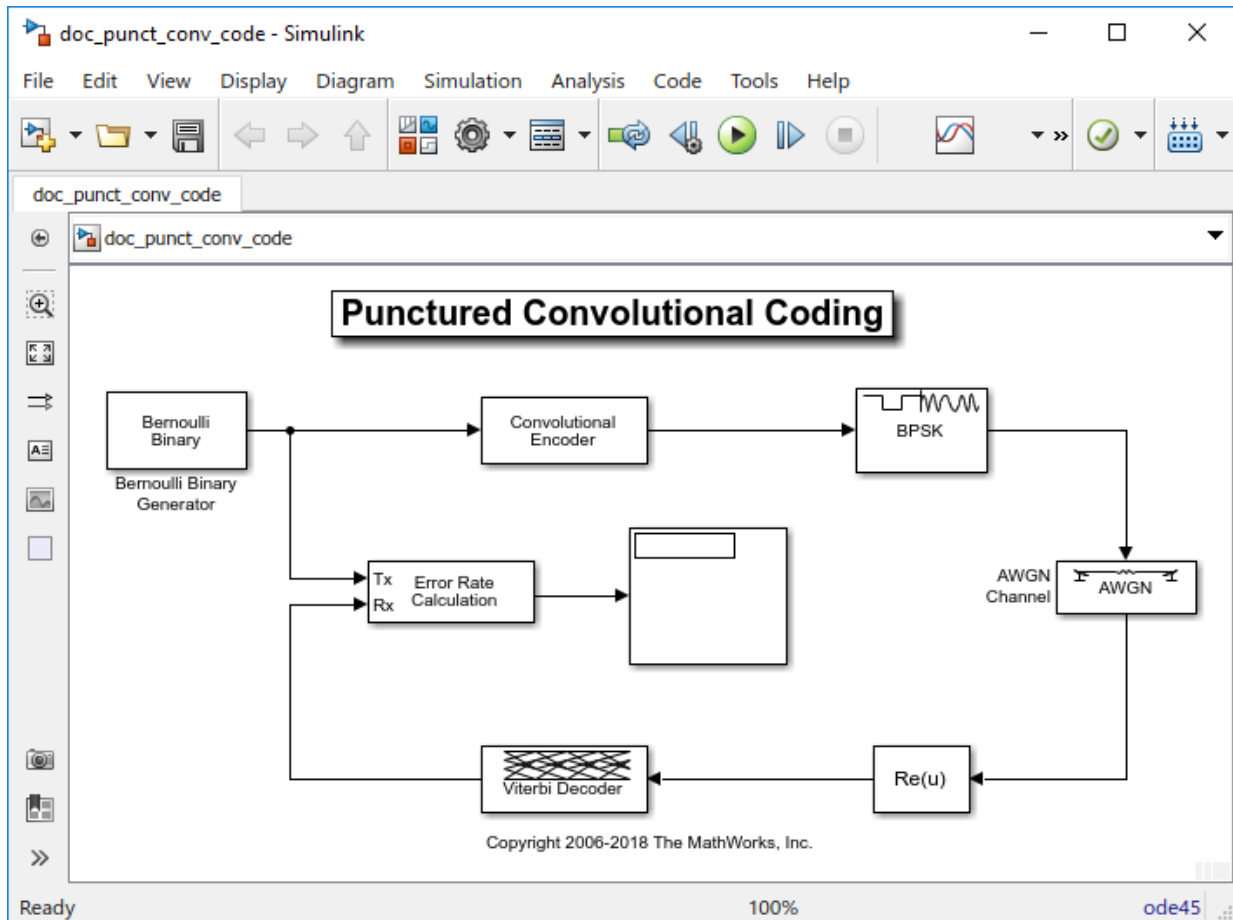 doc_punct_conv_code - Simulink
File Edit View Display Diagram Simulation Analysis Code Tools Help
doc_punct_conv_code
doc_punct_conv_code
Punctured Convolutional Coding
Bernoulli
Binary
Bernoulli Binary
Generator
Convolutional
Encoder
BPSK
Tx
Rx
Error Rate
Calculation
AWGN
Channel
AWGN
Viterbi Decoder
Re(u)
Copyright 2006-2018 The MathWorks, Inc.
Ready 100% ode45